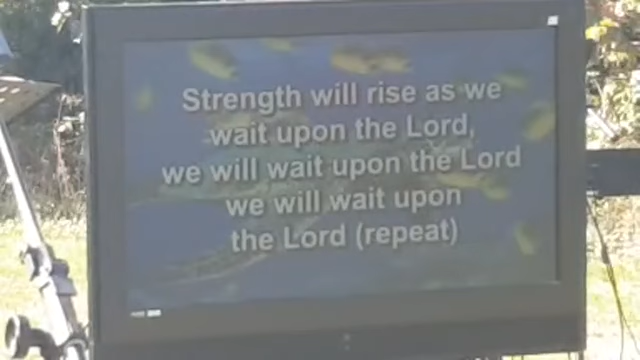 Strength will rise as we
wait upon the Lord,
we will wait upon the Lord
we will wait upon
the Lord (repeat)